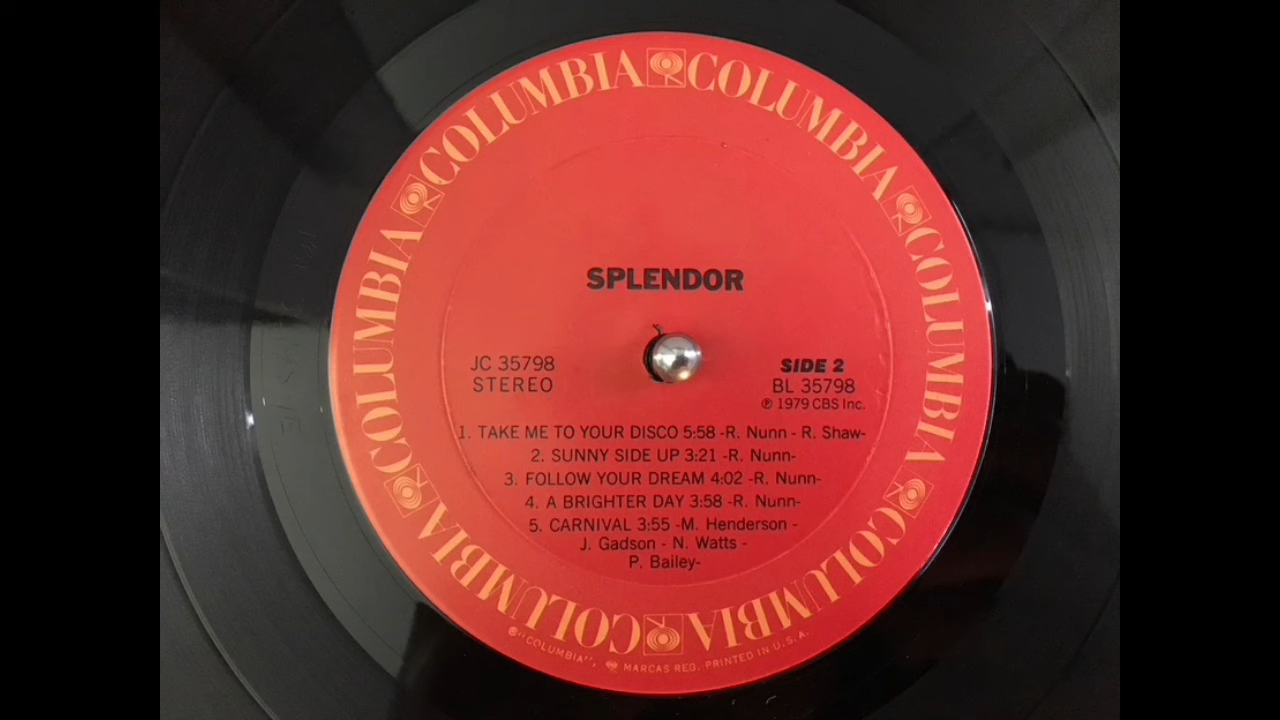 COLUMBIA COLUMBIA COLUMBIA COLUMBIA COLUMBIA COLUMBIA
SPLENDOR
JC 35798
STEREO
SIDE 2
BL 35798
℗ 1979 CBS Inc.
1. TAKE ME TO YOUR DISCO 5:58 -R. Nunn - R. Shaw-
2. SUNNY SIDE UP 3:21 -R. Nunn-
3. FOLLOW YOUR DREAM 4:02 -R. Nunn-
4. A BRIGHTER DAY 3:58 -R. Nunn-
5. CARNIVAL 3:55 -M. Henderson -
J. Gadson - N. Watts -
P. Bailey-
®"COLUMBIA", MARCAS REG. PRINTED IN U.S.A.